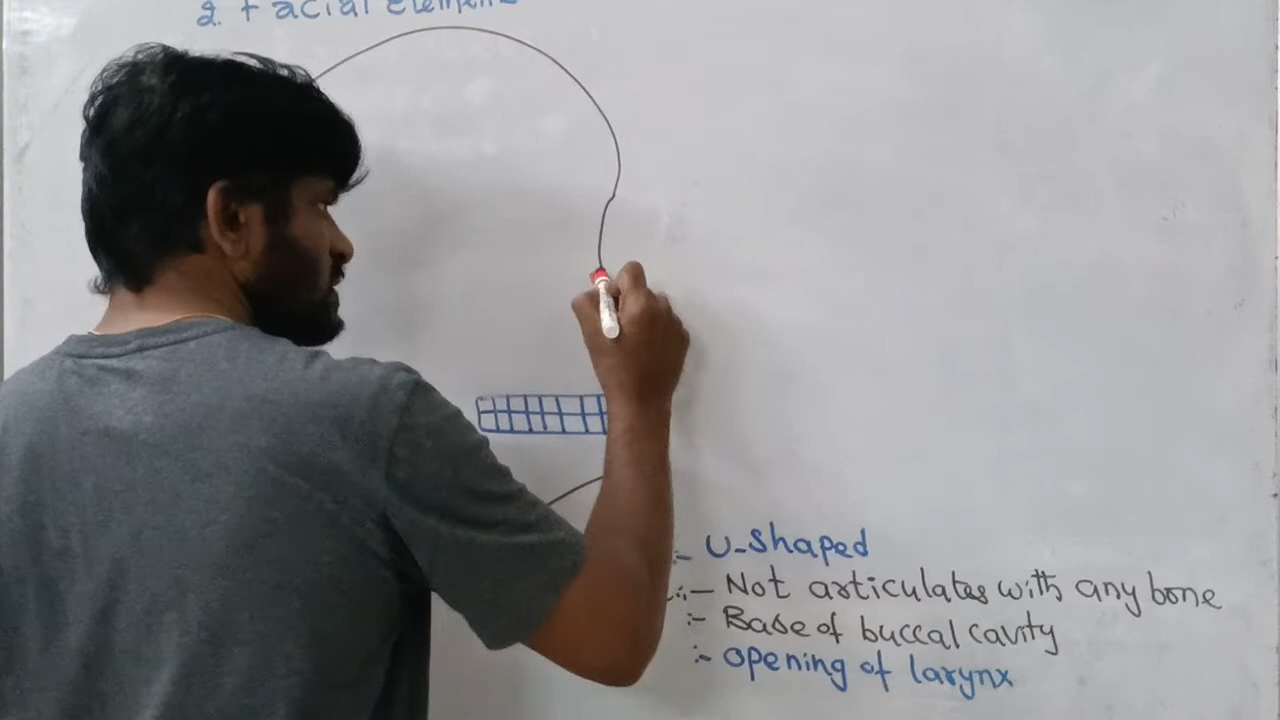 2. Facial Element
:- U-shaped
:- Not articulates with any bone
:- Base of buccal cavity
:- opening of larynx